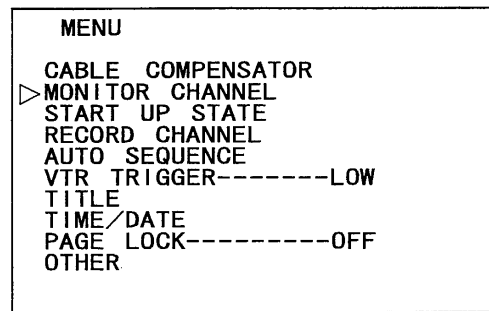 MENU
CABLE COMPENSATOR
▷MONITOR CHANNEL
START UP STATE
RECORD CHANNEL
AUTO SEQUENCE
VTR TRIGGER-------LOW
TITLE
TIME/DATE
PAGE LOCK---------OFF
OTHER